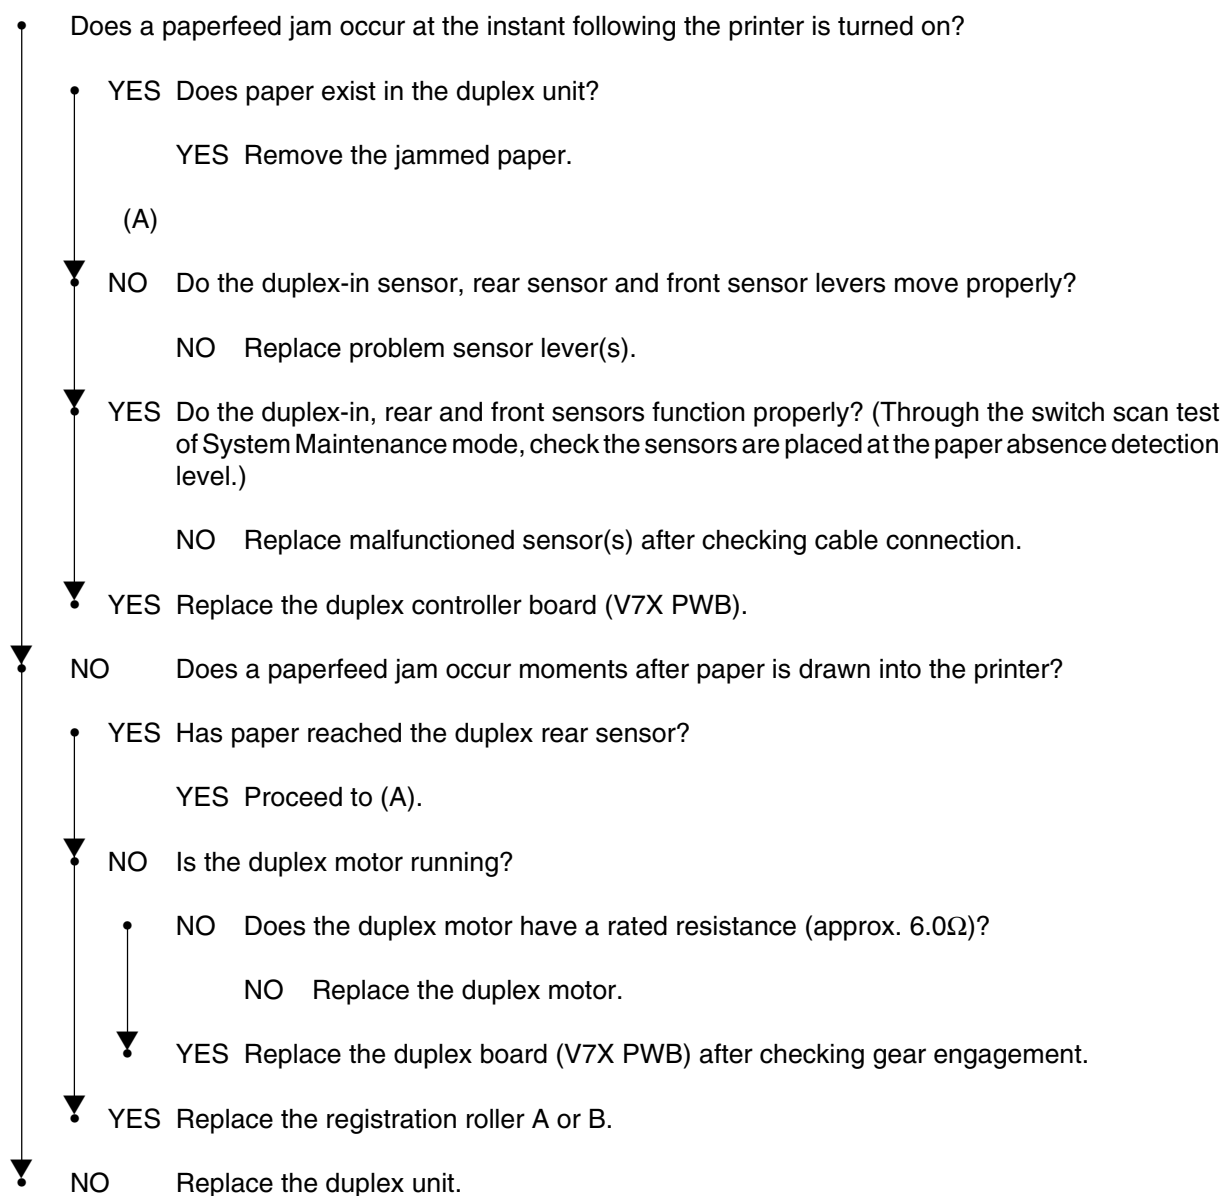 Does a paperfeed jam occur at the instant following the printer is turned on?
YES Does paper exist in the duplex unit?
YES Remove the jammed paper.
(A)
NO Do the duplex-in sensor, rear sensor and front sensor levers move properly?
NO Replace problem sensor lever(s).
YES Do the duplex-in, rear and front sensors function properly? (Through the switch scan test
of System Maintenance mode, check the sensors are placed at the paper absence detection
level.)
NO Replace malfunctioned sensor(s) after checking cable connection.
YES Replace the duplex controller board (V7X PWB).
NO Does a paperfeed jam occur moments after paper is drawn into the printer?
YES Has paper reached the duplex rear sensor?
YES Proceed to (A).
NO Is the duplex motor running?
NO Does the duplex motor have a rated resistance (approx. 6.0Ω)?
NO Replace the duplex motor.
YES Replace the duplex board (V7X PWB) after checking gear engagement.
YES Replace the registration roller A or B.
NO Replace the duplex unit.